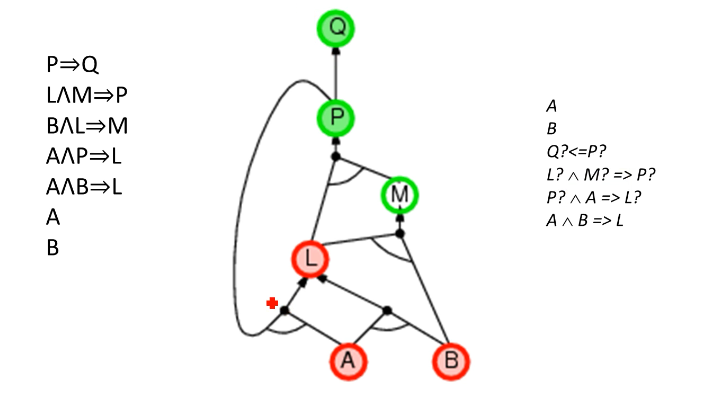 P⇒Q
L∧M⇒P
B∧L⇒M
A∧P⇒L
A∧B⇒L
A
B
Q
P
M
L
A
B
A
B
Q?<=P?
L? ∧ M? => P?
P? ∧ A => L?
A ∧ B => L